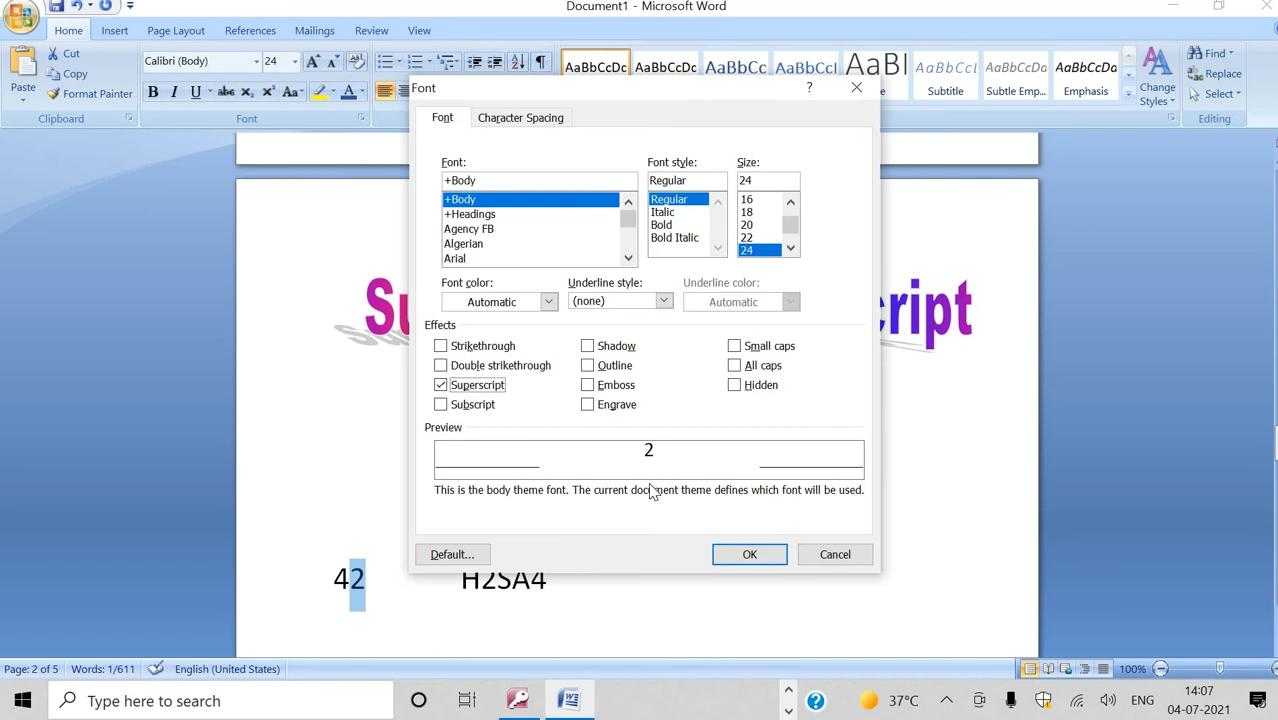 Document1 - Microsoft Word
Home Insert Page Layout References Mailings Review View
Paste
Cut
Copy
Format Painter
Clipboard
Calibri (Body) 24
Font
AaBbCcDc AaBbCcDc AaBbCc AaBbCc AaBl AaBbCcl AaBbCcDc AaBbCcDc
Subtitle Subtle Emp... Emphasis
Change
Styles
Find
Replace
Select
Editing
Font
Font Character Spacing
Font: Font style: Size:
+Body Regular 24
+Body Regular 16
+Headings Italic 18
Agency FB Bold 20
Algerian Bold Italic 22
Arial 24
Font color: Underline style: Underline color:
Automatic (none) Automatic
Effects
Strikethrough Shadow Small caps
Double strikethrough Outline All caps
Superscript Emboss Hidden
Subscript Engrave
Preview
2
This is the body theme font. The current document theme defines which font will be used.
Default... OK Cancel
42 H2SA4
Page: 2 of 5 Words: 1/611 English (United States) 100%
Type here to search
37°C
ENG
14:07
04-07-2021